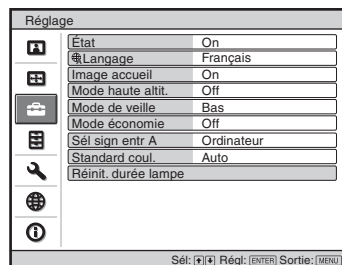 Réglage
État On
Langage Français
Image accueil On
Mode haute altit. Off
Mode de veille Bas
Mode économie Off
Sél sign entr A Ordinateur
Standard coul. Auto
Réinit. durée lampe
Sél: Régl: ENTER Sortie: MENU